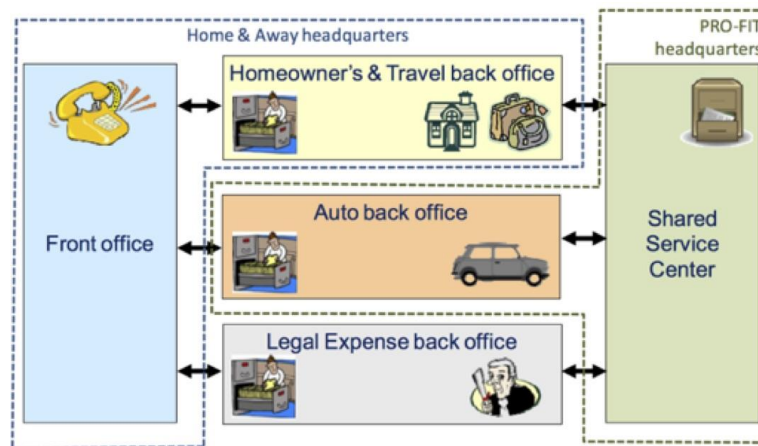 Home & Away headquarters
PRO-FIT
headquarters
Homeowner's & Travel back office
Front office
Auto back office
Shared
Service
Center
Legal Expense back office